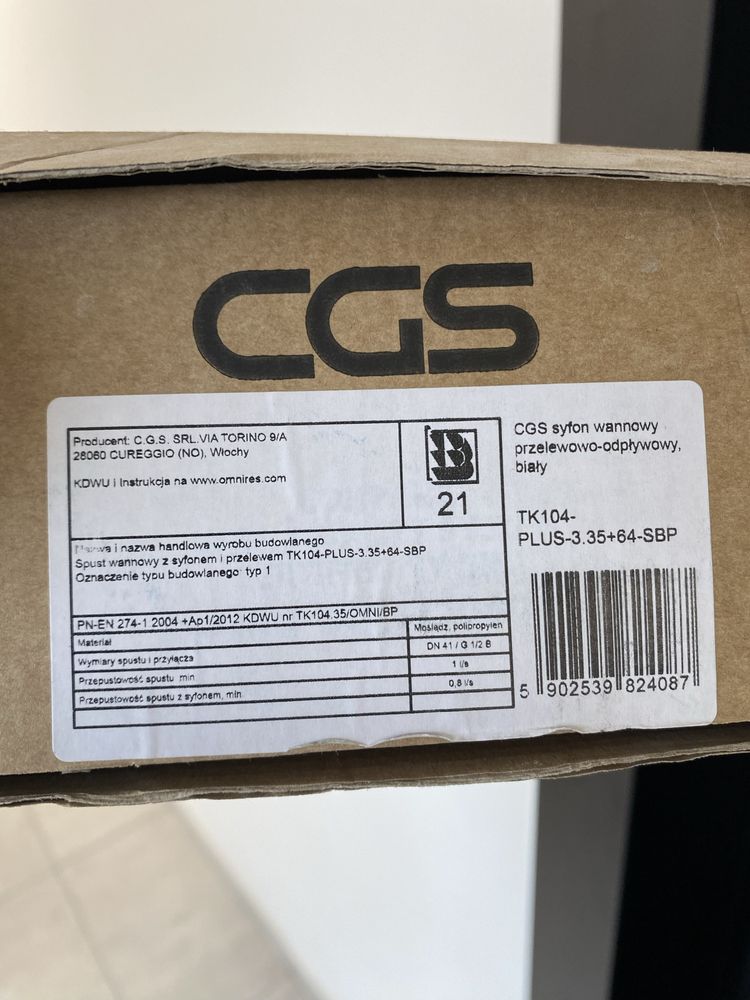 CGS
Producent: C.G.S. SRL.VIA TORINO 9/A
28060 CUREGGIO (NO), Włochy
KDWU i Instrukcja na www.omnires.com
B
21
CGS syfon wannowy
przelewowo-odpływowy,
biały
TK104-
PLUS-3.35+64-SBP
Nazwa i nazwa handlowa wyrobu budowlanego
Spust wannowy z syfonem i przelewem TK104-PLUS-3.35+64-SBP
Oznaczenie typu budowlanego: typ 1
PN-EN 274-1 2004 +Ap1/2012 KDWU nr TK104.35/OMNI/BP
Materiał Mosiądz, polipropylen
Wymiary spustu i przyłącza DN 41 / G 1/2 B
Przepustowość spustu min 1 l/s
Przepustowość spustu z syfonem, min. 0,8 l/s
5 902539 824087